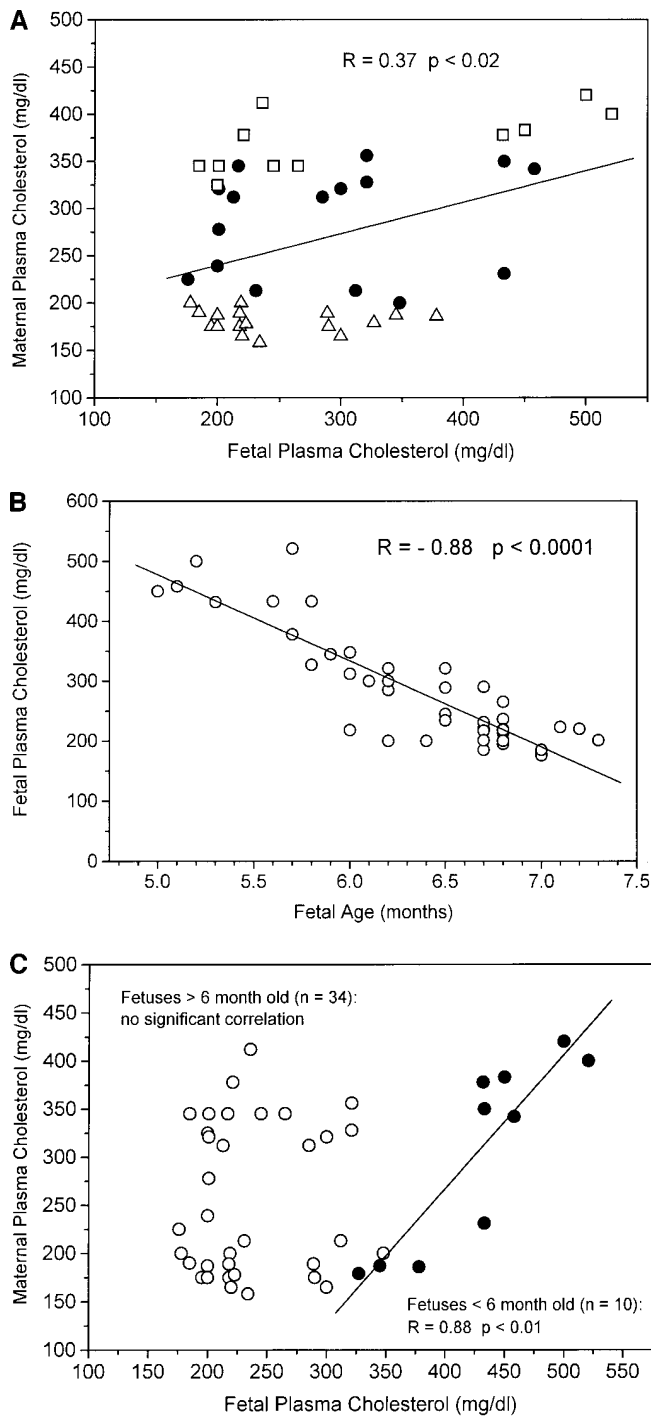 A
R = 0.37 p < 0.02
500
450
400
350
300
250
200
150
100
Maternal Plasma Cholesterol (mg/dl)
100 200 300 400 500
Fetal Plasma Cholesterol (mg/dl)
B
R = - 0.88 p < 0.0001
600
500
400
300
200
100
0
Fetal Plasma Cholesterol (mg/dl)
5.0 5.5 6.0 6.5 7.0 7.5
Fetal Age (months)
C
Fetuses > 6 month old (n = 34):
no significant correlation
500
450
400
350
300
250
200
150
100
Maternal Plasma Cholesterol (mg/dl)
Fetuses < 6 month old (n = 10):
R = 0.88 p < 0.01
100 150 200 250 300 350 400 450 500 550
Fetal Plasma Cholesterol (mg/dl)